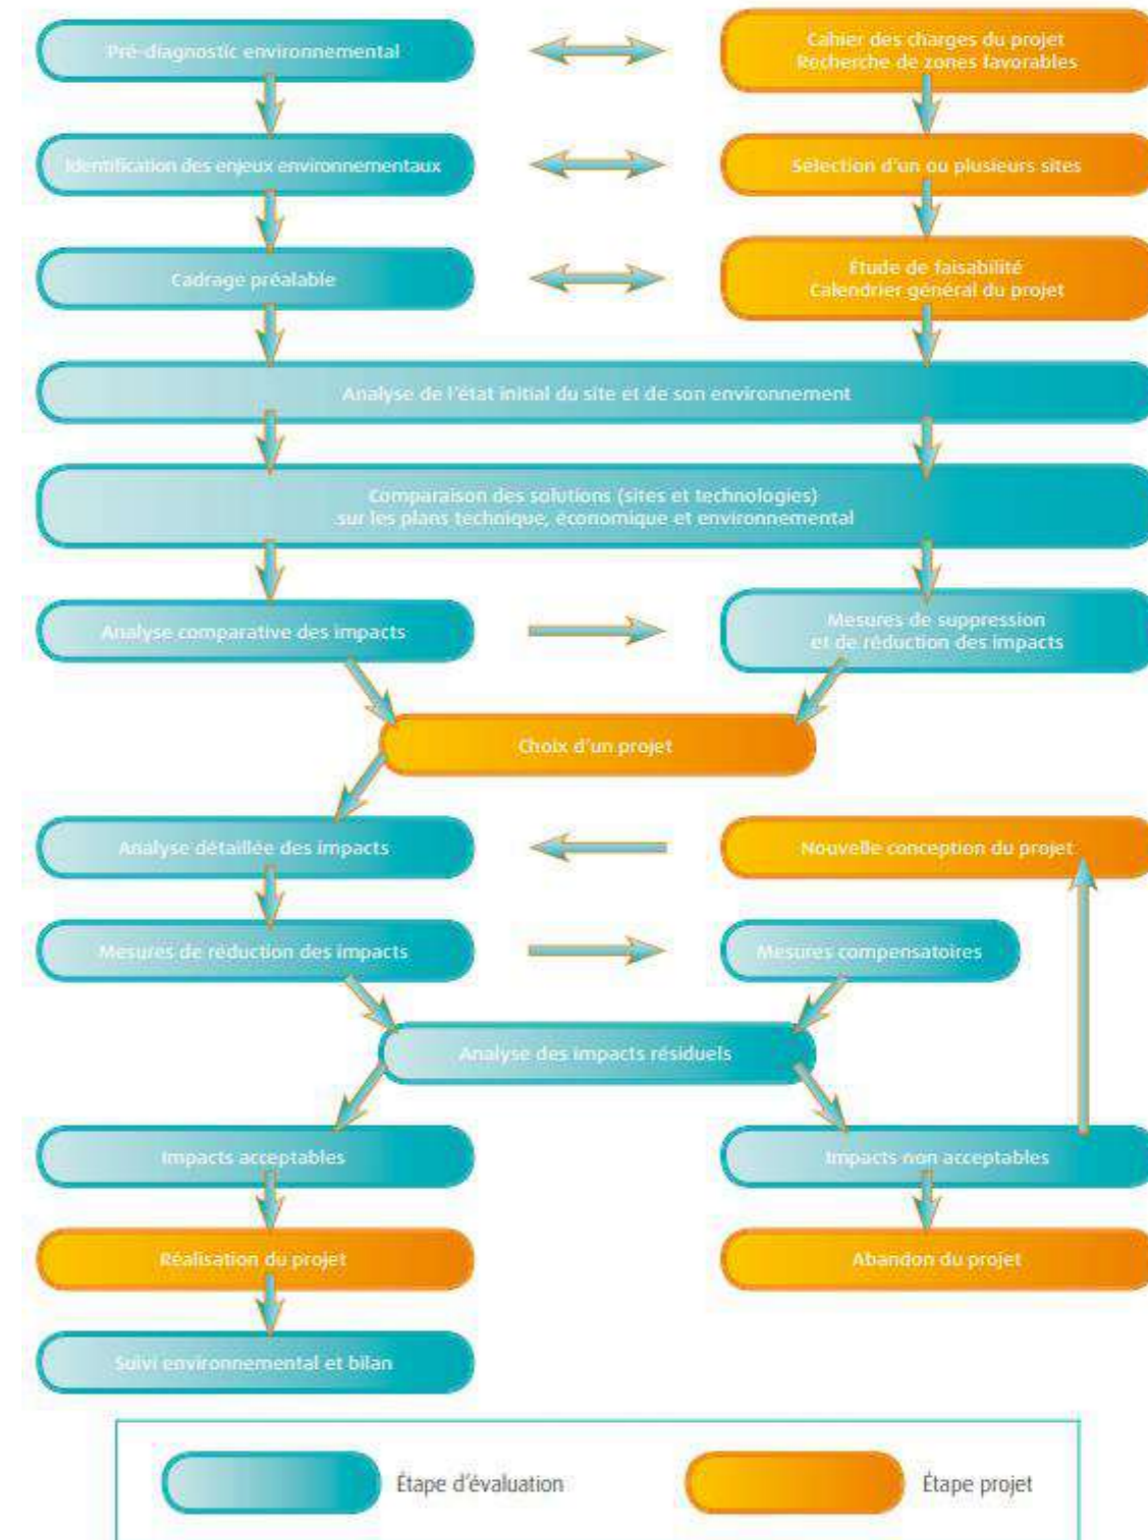 Pré-diagnostic environnemental
Cahier des charges du projet
Recherche de zones favorables
Identification des enjeux environnementaux
Sélection d'un ou plusieurs sites
Cadrage préalable
Étude de faisabilité
Calendrier général du projet
Analyse de l'état initial du site et de son environnement
Comparaison des solutions (sites et technologies)
sur les plans technique, économique et environnemental
Analyse comparative des impacts
Mesures de suppression
et de réduction des impacts
Choix d'un projet
Analyse détaillée des impacts
Nouvelle conception du projet
Mesures de réduction des impacts
Mesures compensatoires
Analyse des impacts résiduels
Impacts acceptables
Impacts non acceptables
Réalisation du projet
Abandon du projet
Suivi environnemental et bilan
Étape d'évaluation
Étape projet